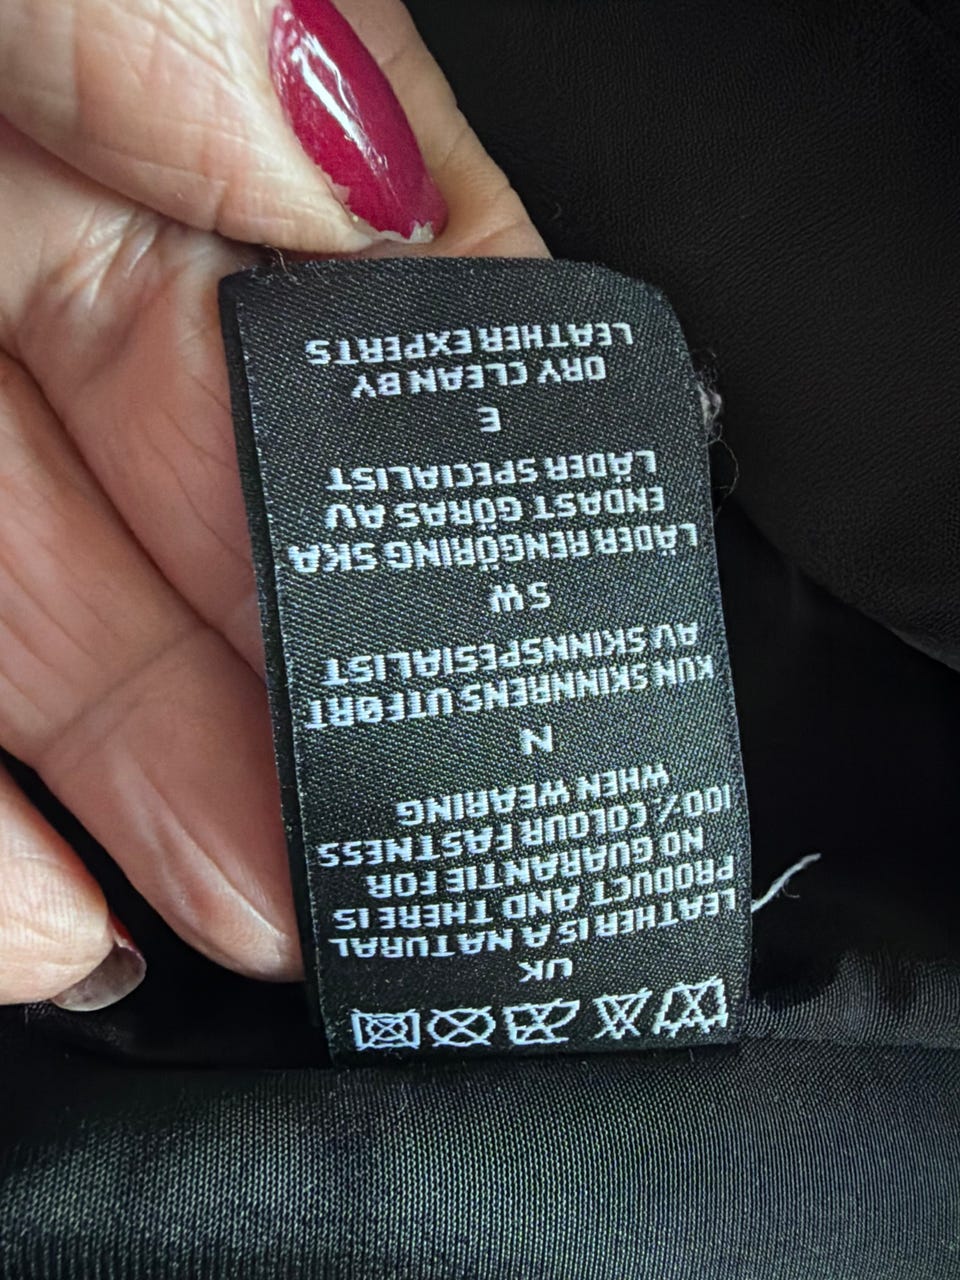 UK
LEATHER IS A NATURAL
PRODUCT AND THERE IS
NO GUARANTIE FOR
100% COLOUR FASTNESS
WHEN WEARING
N
KUN SKINNRENS UTFØRT
AV SKINNSPESIALIST
SW
LÄDER RENGÖRING SKA
ENDAST GÖRAS AV
LÄDER SPECIALIST
E
DRY CLEAN BY
LEATHER EXPERTS